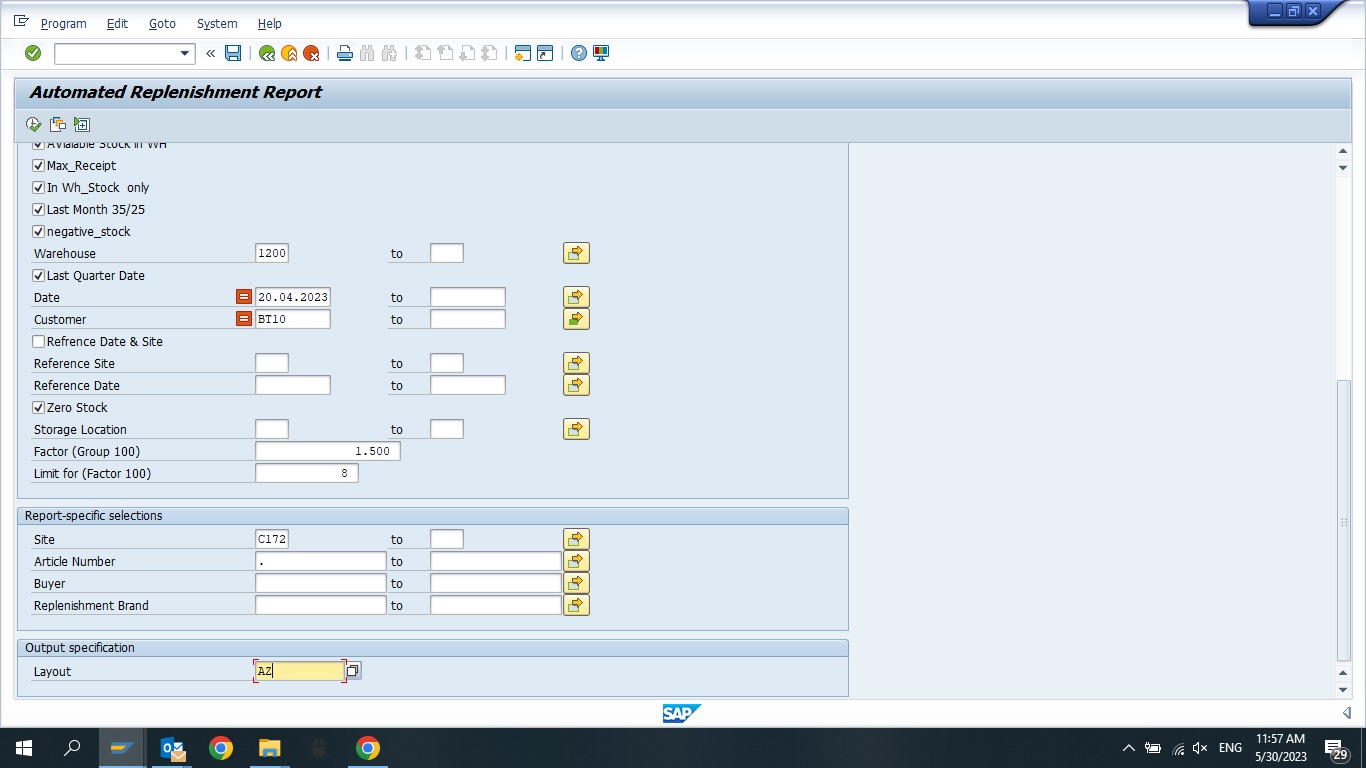 Program Edit Goto System Help
Automated Replenishment Report
Avialable Stock in WH
Max_Receipt
In Wh_Stock only
Last Month 35/25
negative_stock
Warehouse 1200 to
Last Quarter Date
Date 20.04.2023 to
Customer BT10 to
Refrence Date & Site
Reference Site to
Reference Date to
Zero Stock
Storage Location to
Factor (Group 100) 1.500
Limit for (Factor 100) 8
Report-specific selections
Site C172 to
Article Number . to
Buyer to
Replenishment Brand to
Output specification
Layout AZ
SAP
ENG 11:57 AM
5/30/2023 29